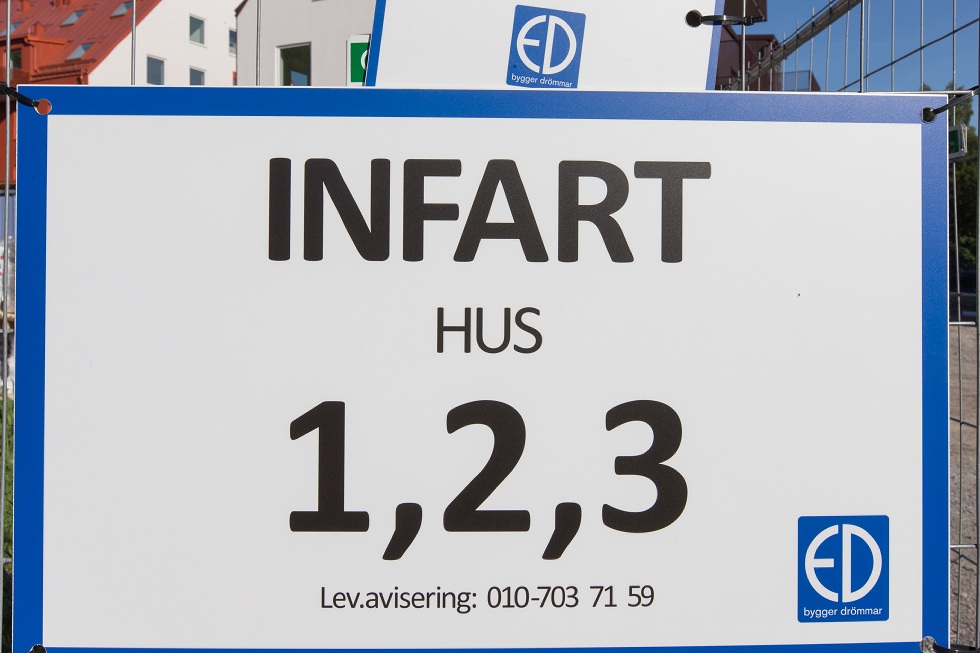 ED
bygger drömmar
INFART
HUS
1,2,3
Lev.avisering: 010-703 71 59
ED
bygger drömmar